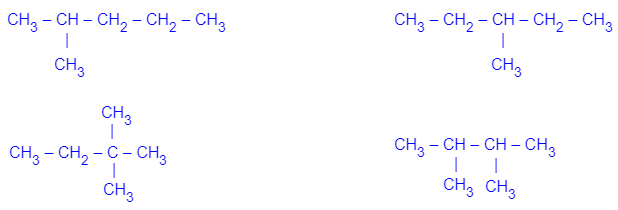 CH₃ – CH – CH₂ – CH₂ – CH₃
|
CH₃
CH₃ – CH₂ – CH – CH₂ – CH₃
|
CH₃
CH₃
|
CH₃ – CH₂ – C – CH₃
|
CH₃
CH₃ – CH – CH – CH₃
| |
CH₃ CH₃